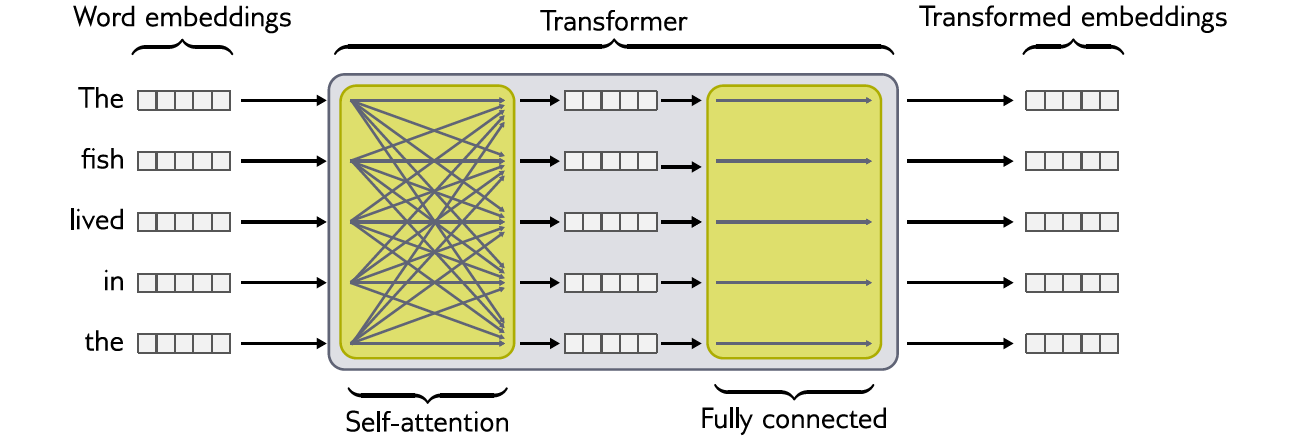 Word embeddings
Transformer
Transformed embeddings
The
fish
lived
in
the
Self-attention
Fully connected